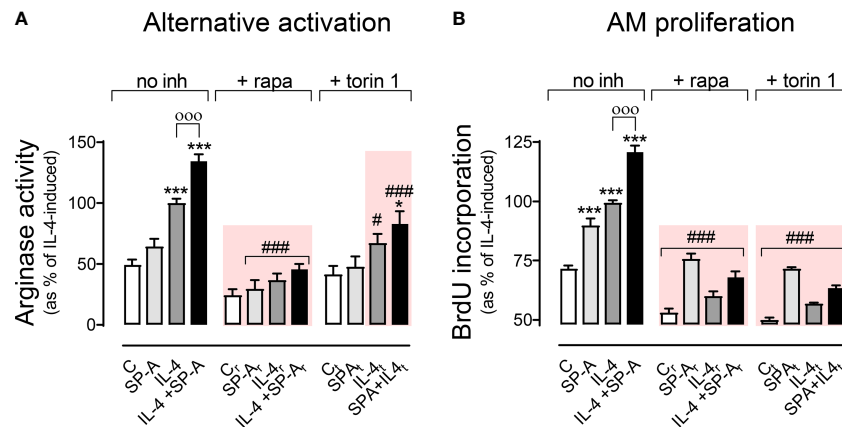 A
Alternative activation
no inh
+ rapa
+ torin 1
Arginase activity
(as % of IL-4-induced)
150
100
50
0
***
ooo
***
###
#
###
*
C
SP-A
IL-4
IL-4 +SP-A
Cr
SP-Ar
IL-4r
IL-4 +SP-Ar
Ct
SPAt
IL-4t
SPA+IL4t
B
AM proliferation
no inh
+ rapa
+ torin 1
BrdU incorporation
(as % of IL-4-induced)
125
100
75
50
***
***
ooo
***
###
###
C
SP-A
IL-4
IL-4 +SP-A
Cr
SP-Ar
IL-4r
IL-4 +SP-Ar
Ct
SPAt
IL-4t
SPA+IL4t